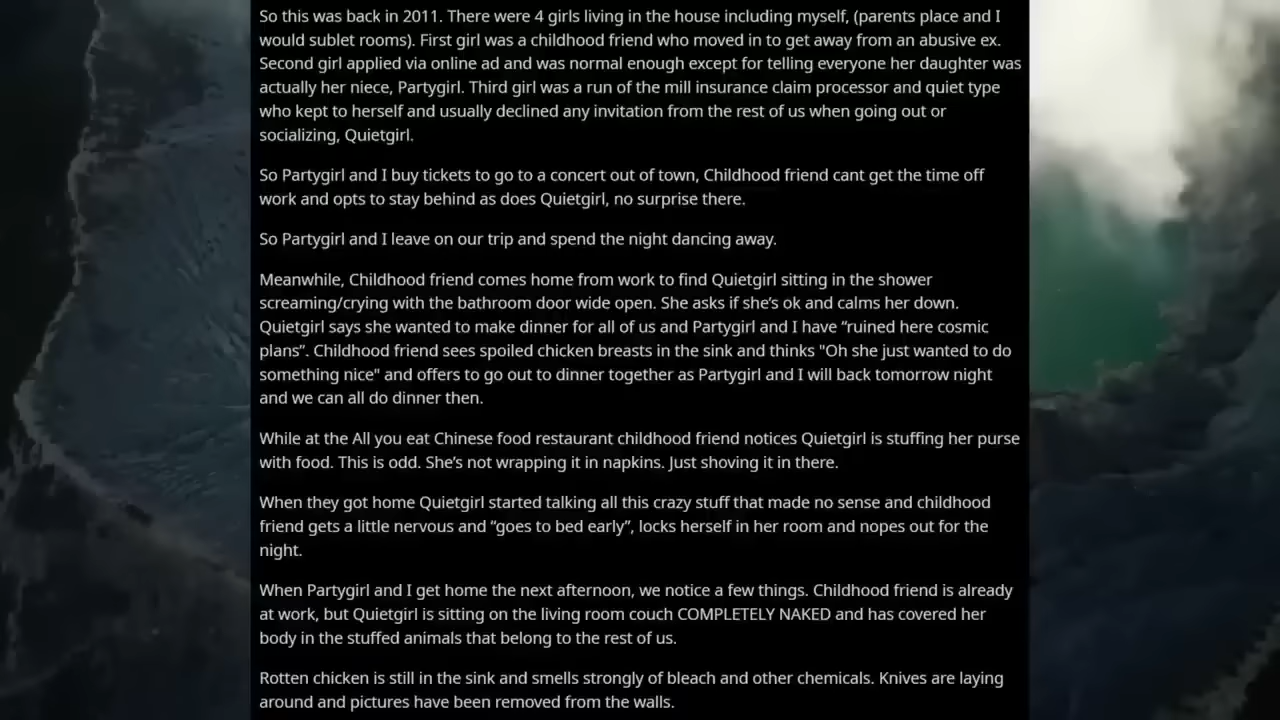 So this was back in 2011. There were 4 girls living in the house including myself, (parents place and I
would sublet rooms). First girl was a childhood friend who moved in to get away from an abusive ex.
Second girl applied via online ad and was normal enough except for telling everyone her daughter was
actually her niece, Partygirl. Third girl was a run of the mill insurance claim processor and quiet type
who kept to herself and usually declined any invitation from the rest of us when going out or
socializing, Quietgirl.
So Partygirl and I buy tickets to go to a concert out of town, Childhood friend cant get the time off
work and opts to stay behind as does Quietgirl, no surprise there.
So Partygirl and I leave on our trip and spend the night dancing away.
Meanwhile, Childhood friend comes home from work to find Quietgirl sitting in the shower
screaming/crying with the bathroom door wide open. She asks if she’s ok and calms her down.
Quietgirl says she wanted to make dinner for all of us and Partygirl and I have “ruined here cosmic
plans”. Childhood friend sees spoiled chicken breasts in the sink and thinks "Oh she just wanted to do
something nice" and offers to go out to dinner together as Partygirl and I will back tomorrow night
and we can all do dinner then.
While at the All you eat Chinese food restaurant childhood friend notices Quietgirl is stuffing her purse
with food. This is odd. She’s not wrapping it in napkins. Just shoving it in there.
When they got home Quietgirl started talking all this crazy stuff that made no sense and childhood
friend gets a little nervous and “goes to bed early”, locks herself in her room and nopes out for the
night.
When Partygirl and I get home the next afternoon, we notice a few things. Childhood friend is already
at work, but Quietgirl is sitting on the living room couch COMPLETELY NAKED and has covered her
body in the stuffed animals that belong to the rest of us.
Rotten chicken is still in the sink and smells strongly of bleach and other chemicals. Knives are laying
around and pictures have been removed from the walls.